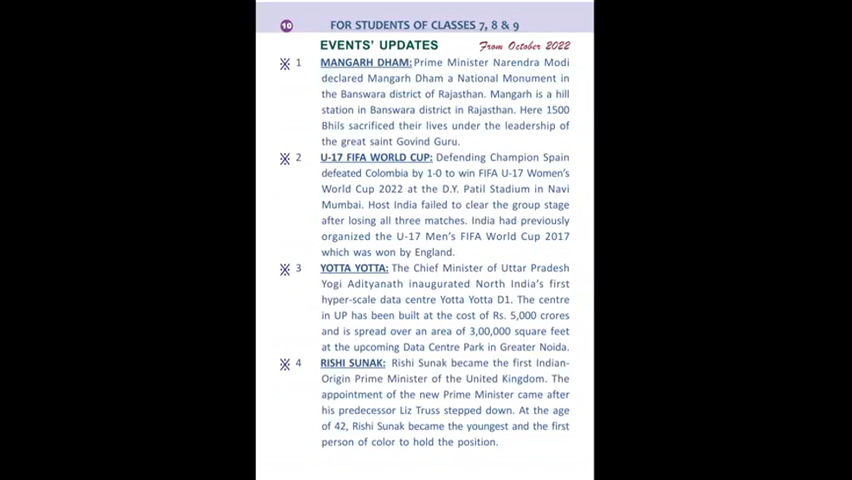 10 FOR STUDENTS OF CLASSES 7, 8 & 9
EVENTS' UPDATES From October 2022
1 MANGARH DHAM: Prime Minister Narendra Modi
declared Mangarh Dham a National Monument in
the Banswara district of Rajasthan. Mangarh is a hill
station in Banswara district in Rajasthan. Here 1500
Bhils sacrificed their lives under the leadership of
the great saint Govind Guru.
2 U-17 FIFA WORLD CUP: Defending Champion Spain
defeated Colombia by 1-0 to win FIFA U-17 Women's
World Cup 2022 at the D.Y. Patil Stadium in Navi
Mumbai. Host India failed to clear the group stage
after losing all three matches. India had previously
organized the U-17 Men's FIFA World Cup 2017
which was won by England.
3 YOTTA YOTTA: The Chief Minister of Uttar Pradesh
Yogi Adityanath inaugurated North India's first
hyper-scale data centre Yotta Yotta D1. The centre
in UP has been built at the cost of Rs. 5,000 crores
and is spread over an area of 3,00,000 square feet
at the upcoming Data Centre Park in Greater Noida.
4 RISHI SUNAK: Rishi Sunak became the first Indian-
Origin Prime Minister of the United Kingdom. The
appointment of the new Prime Minister came after
his predecessor Liz Truss stepped down. At the age
of 42, Rishi Sunak became the youngest and the first
person of color to hold the position.